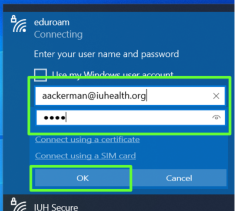 eduroam
Connecting
Enter your user name and password
Use my Windows user account
aackerman@iuhealth.org
••••
Connect using a certificate
Connect using a SIM card
OK
Cancel
IUH Secure